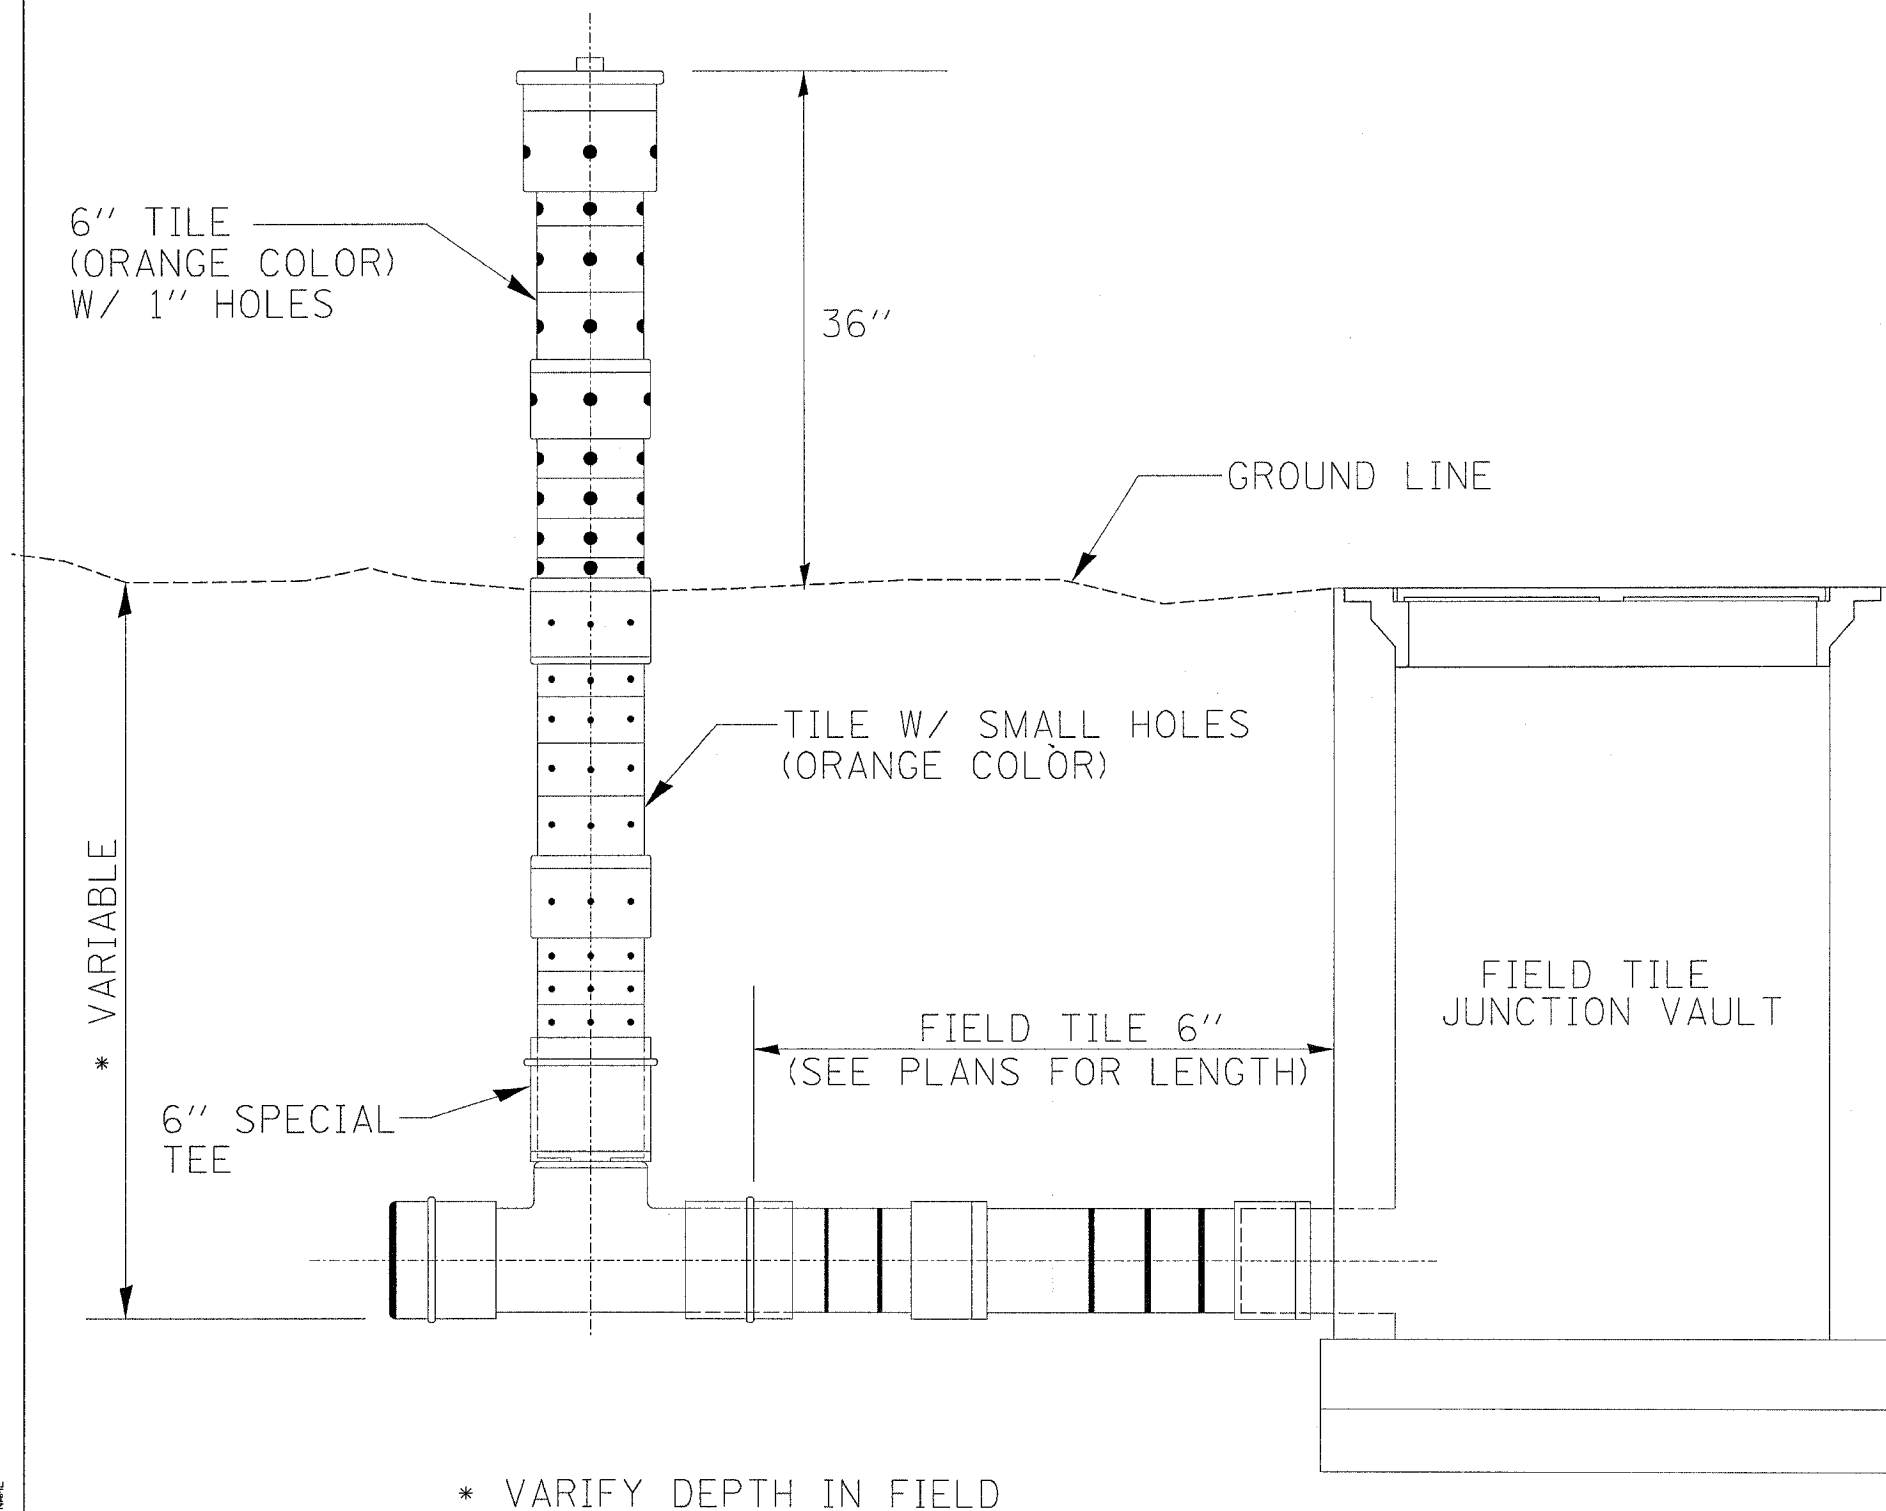 6" TILE
(ORANGE COLOR)
W/ 1" HOLES
36"
GROUND LINE
TILE W/ SMALL HOLES
(ORANGE COLOR)
* VARIABLE
FIELD TILE
JUNCTION VAULT
FIELD TILE 6"
(SEE PLANS FOR LENGTH)
6" SPECIAL
TEE
* VARIFY DEPTH IN FIELD